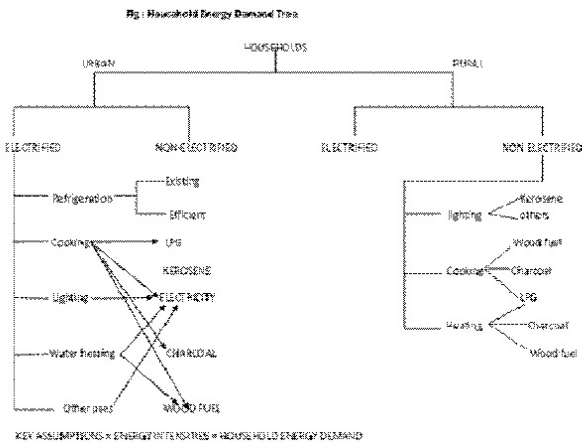 Fig : Household Energy Demand Tree
HOUSEHOLDS
URBAN
RURAL
ELECTRIFIED
NON-ELECTRIFIED
ELECTRIFIED
NON ELECTRIFIED
Refrigeration
Existing
Efficient
Cooking
LPG
KEROSENE
Lighting
ELECTRICITY
Water heating
CHARCOAL
Other uses
WOOD FUEL
lighting
Kerosene
others
Cooking
Wood fuel
Charcoal
LPG
Heating
Charcoal
Wood fuel
KEY ASSUMPTIONS × ENERGY INTENSITIES = HOUSEHOLD ENERGY DEMAND